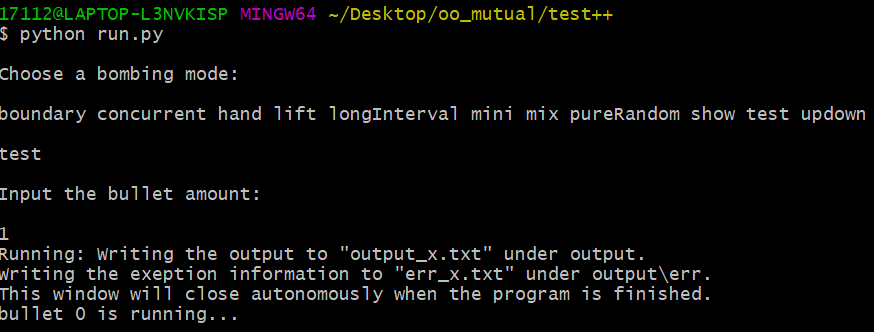 17112@LAPTOP-L3NVKISP MINGW64 ~/Desktop/oo_mutual/test++
$ python run.py
Choose a bombing mode:
boundary concurrent hand lift longInterval mini mix pureRandom show test updown
test
Input the bullet amount:
1
Running: Writing the output to "output_x.txt" under output.
Writing the exeption information to "err_x.txt" under output\err.
This window will close autonomously when the program is finished.
bullet 0 is running...